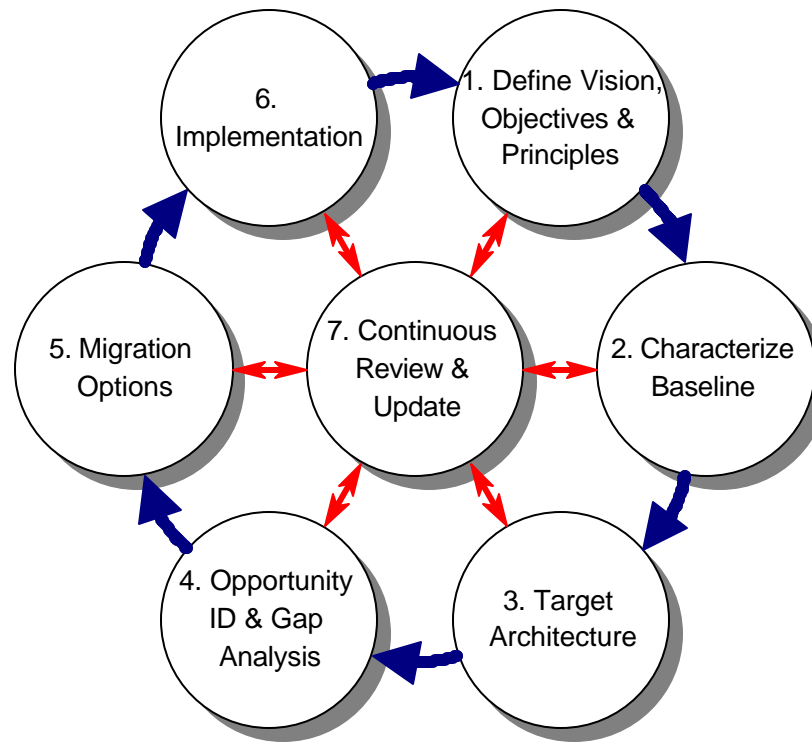 1. Define Vision,
Objectives &
Principles
2. Characterize
Baseline
3. Target
Architecture
4. Opportunity
ID & Gap
Analysis
5. Migration
Options
6.
Implementation
7. Continuous
Review &
Update